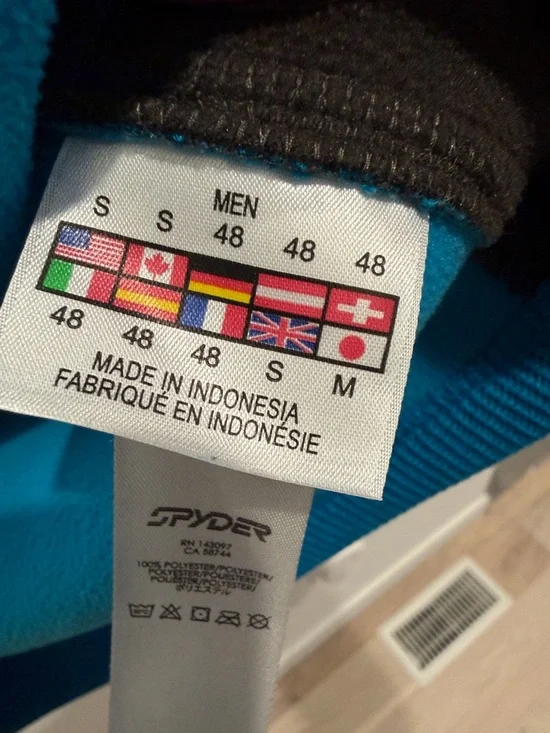 MEN
S S 48 48 48
48 48 48 S M
MADE IN INDONESIA
FABRIQUÉ EN INDONÉSIE
SPYDER
RN 143097
CA 58744
100% POLYESTER/POLYESTER/
POLYESTER/POLIESTERE/
POLIÉSTER/POLYESTER/
ポリエステル